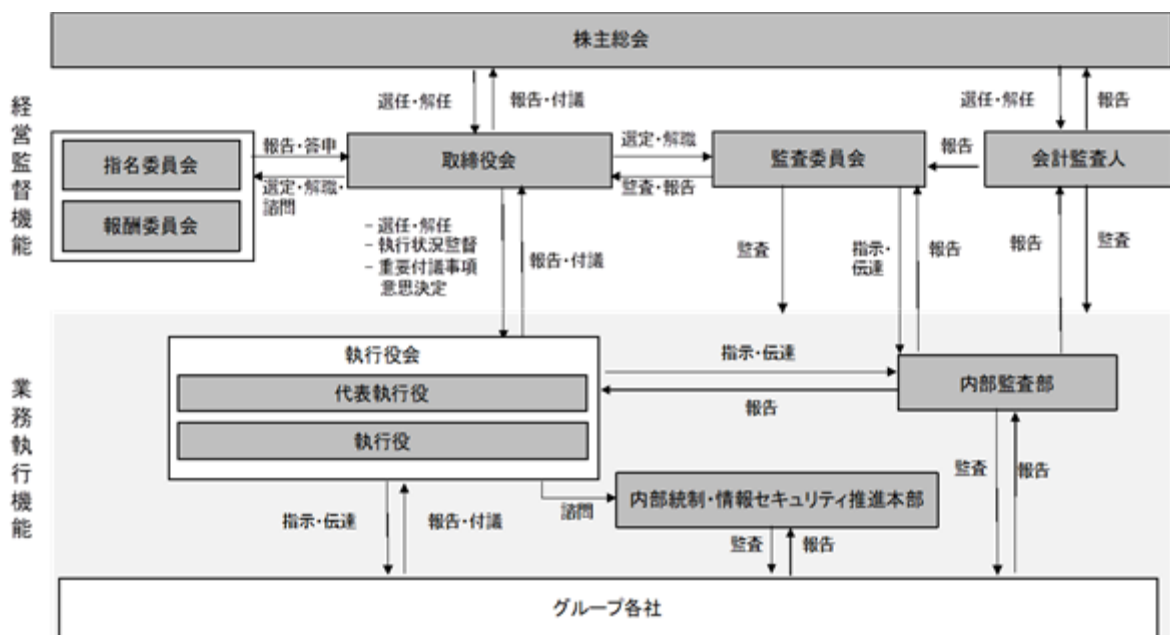 株主総会
選任・解任
報告・付議
選任・解任
報告
経営監督機能
指名委員会
報酬委員会
報告・答申
選定・解職・
諮問
取締役会
選定・解職
監査・報告
監査委員会
報告
会計監査人
- 選任・解任
- 執行状況監督
- 重要付議事項
意思決定
報告・付議
監査
指示・
伝達
報告
報告
監査
業務執行機能
執行役会
代表執行役
執行役
指示・伝達
報告
内部監査部
諮問
内部統制・情報セキュリティ推進本部
指示・伝達
報告・付議
監査
報告
監査
報告
グループ各社